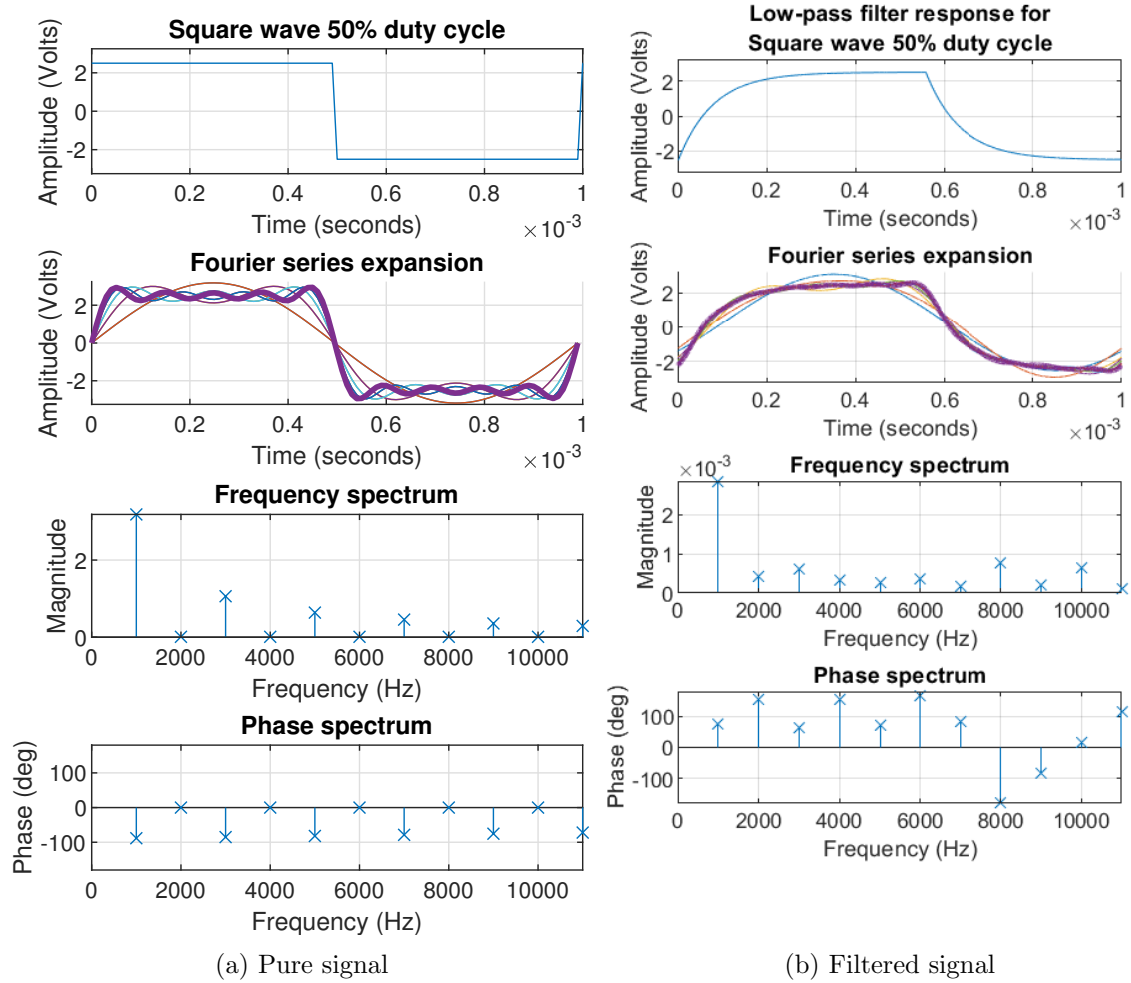 Square wave 50% duty cycle
Amplitude (Volts)
2
0
-2
0 0.2 0.4 0.6 0.8 1
Time (seconds)
×10-3
Fourier series expansion
Amplitude (Volts)
2
0
-2
0 0.2 0.4 0.6 0.8 1
Time (seconds)
×10-3
Frequency spectrum
Magnitude
2
0
0 2000 4000 6000 8000 10000
Frequency (Hz)
Phase spectrum
Phase (deg)
100
0
-100
0 2000 4000 6000 8000 10000
Frequency (Hz)
(a) Pure signal
Low-pass filter response for
Square wave 50% duty cycle
Amplitude (Volts)
2
0
-2
0 0.2 0.4 0.6 0.8 1
Time (seconds)
×10-3
Fourier series expansion
Amplitude (Volts)
2
0
-2
0 0.2 0.4 0.6 0.8 1
Time (seconds)
×10-3
×10-3
Frequency spectrum
Magnitude
2
1
0
0 2000 4000 6000 8000 10000
Frequency (Hz)
Phase spectrum
Phase (deg)
100
0
-100
0 2000 4000 6000 8000 10000
Frequency (Hz)
(b) Filtered signal